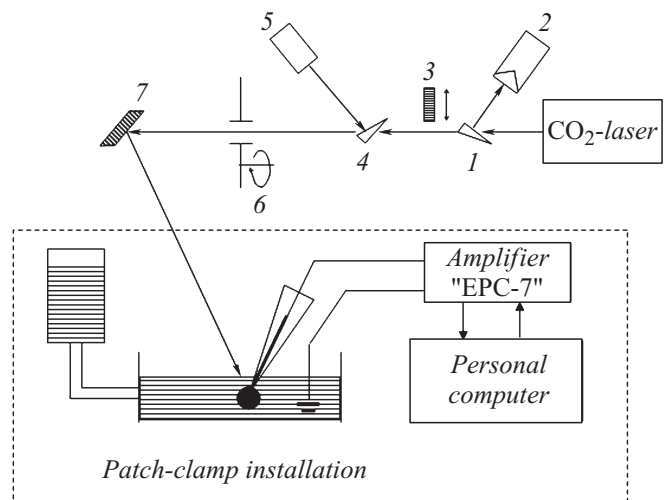 5
2
7
3
CO2-laser
4
1
6
Amplifier
"EPC-7"
Personal
computer
Patch-clamp installation